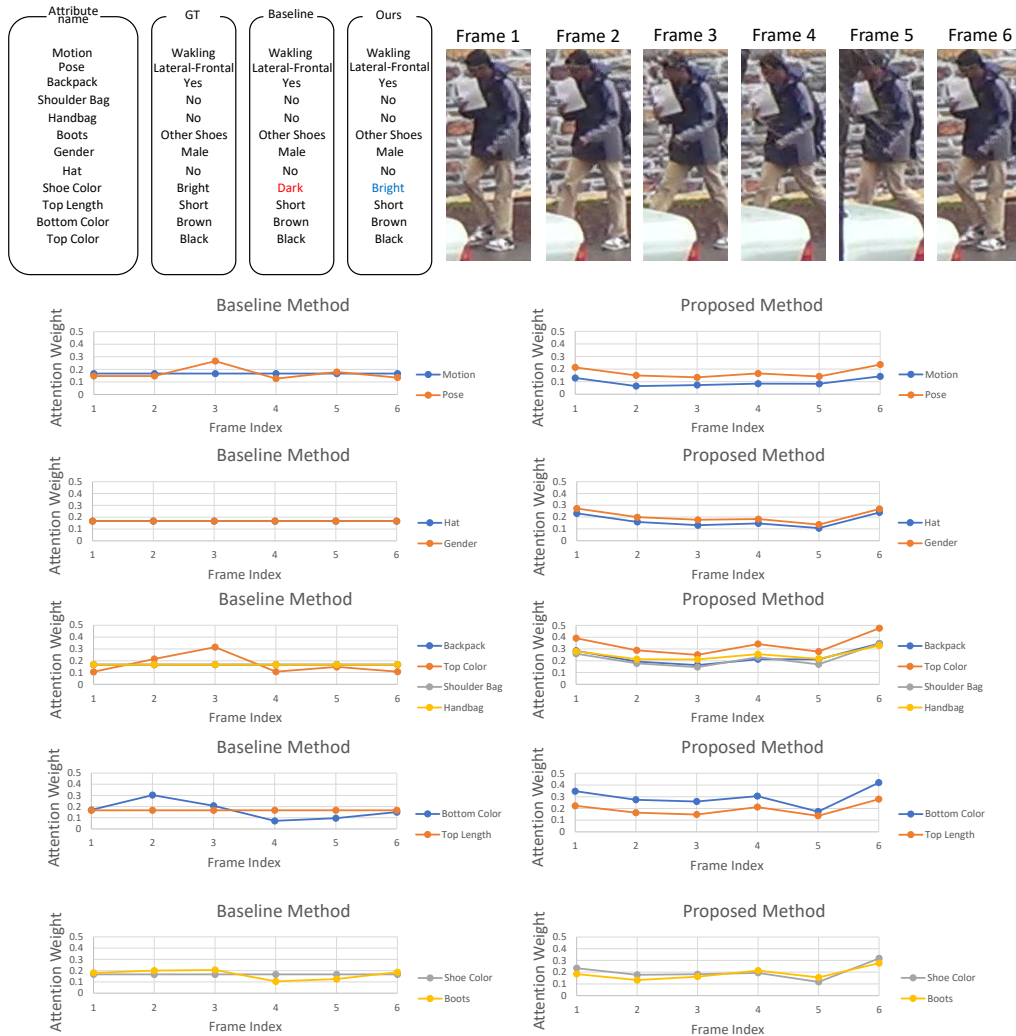 Attribute name GT Baseline Ours
Motion Wakling Wakling Wakling
Pose Lateral-Frontal Lateral-Frontal Lateral-Frontal
Backpack Yes Yes Yes
Shoulder Bag No No No
Handbag No No No
Boots Other Shoes Other Shoes Other Shoes
Gender Male Male Male
Hat No No No
Shoe Color Bright Dark Bright
Top Length Short Short Short
Bottom Color Brown Brown Brown
Top Color Black Black Black
Frame 1 Frame 2 Frame 3 Frame 4 Frame 5 Frame 6
Baseline Method
Attention Weight
0.5
0.4
0.3
0.2
0.1
0
1 2 3 4 5 6
Frame Index
Motion
Pose
Proposed Method
Attention Weight
0.5
0.4
0.3
0.2
0.1
0
1 2 3 4 5 6
Frame Index
Motion
Pose
Baseline Method
Attention Weight
0.5
0.4
0.3
0.2
0.1
0
1 2 3 4 5 6
Frame Index
Hat
Gender
Proposed Method
Attention Weight
0.5
0.4
0.3
0.2
0.1
0
1 2 3 4 5 6
Frame Index
Hat
Gender
Baseline Method
Attention Weight
0.5
0.4
0.3
0.2
0.1
0
1 2 3 4 5 6
Frame Index
Backpack
Top Color
Shoulder Bag
Handbag
Proposed Method
Attention Weight
0.5
0.4
0.3
0.2
0.1
0
1 2 3 4 5 6
Frame Index
Backpack
Top Color
Shoulder Bag
Handbag
Baseline Method
Attention Weight
0.5
0.4
0.3
0.2
0.1
0
1 2 3 4 5 6
Frame Index
Bottom Color
Top Length
Proposed Method
Attention Weight
0.5
0.4
0.3
0.2
0.1
0
1 2 3 4 5 6
Frame Index
Bottom Color
Top Length
Baseline Method
Attention Weight
0.5
0.4
0.3
0.2
0.1
0
1 2 3 4 5 6
Frame Index
Shoe Color
Boots
Proposed Method
Attention Weight
0.5
0.4
0.3
0.2
0.1
0
1 2 3 4 5 6
Frame Index
Shoe Color
Boots